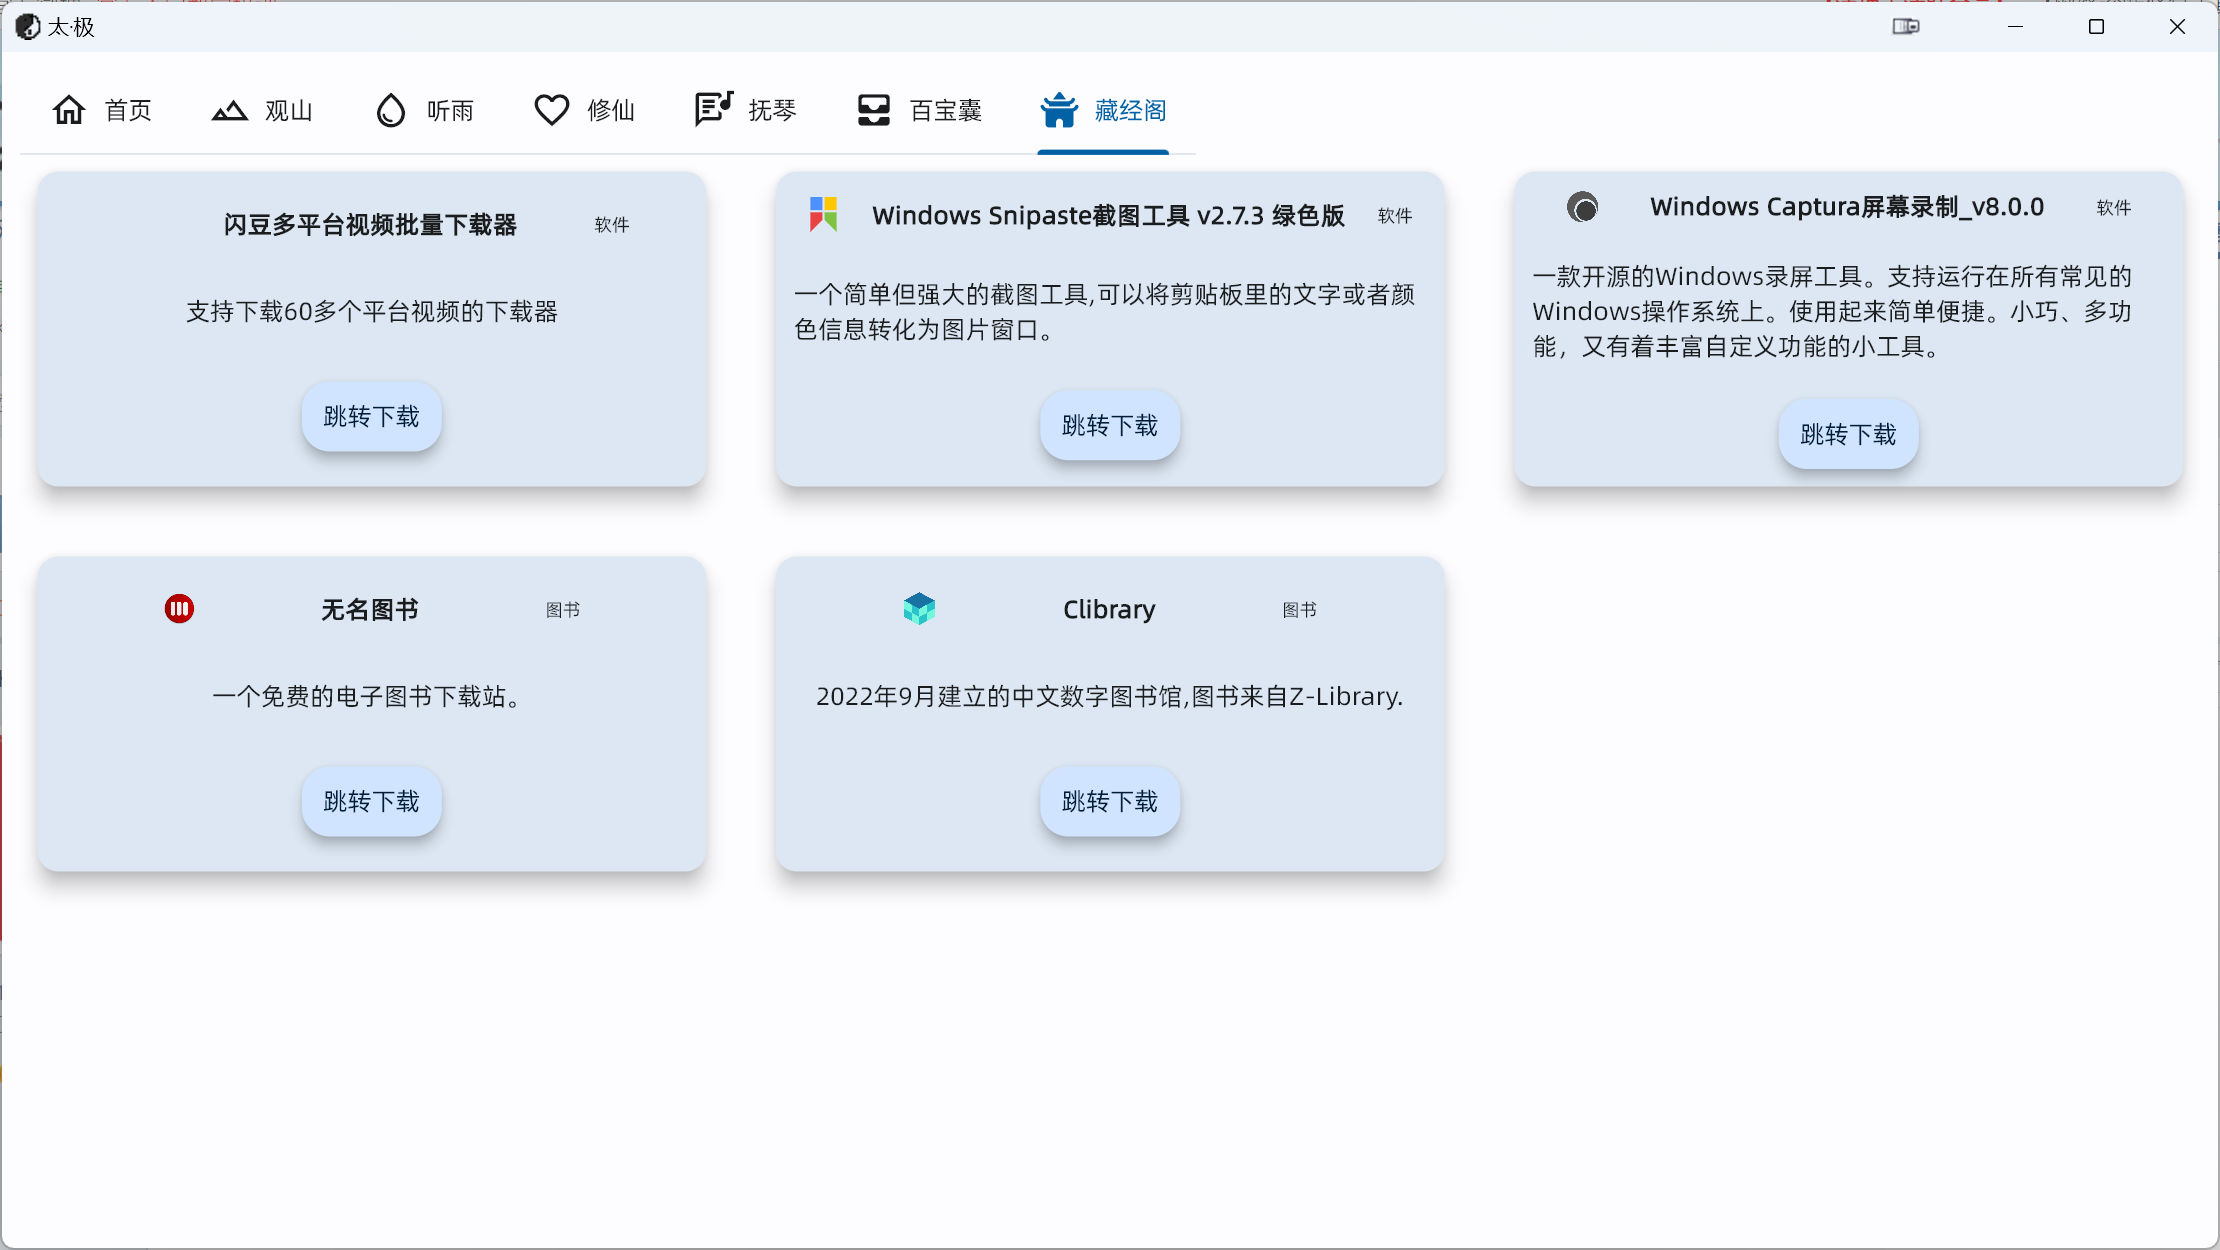 太·极
首页
观山
听雨
修仙
抚琴
百宝囊
藏经阁
闪豆多平台视频批量下载器
软件
支持下载60多个平台视频的下载器
跳转下载
Windows Snipaste截图工具 v2.7.3 绿色版
软件
一个简单但强大的截图工具,可以将剪贴板里的文字或者颜
色信息转化为图片窗口。
跳转下载
Windows Captura屏幕录制_v8.0.0
软件
一款开源的Windows录屏工具。支持运行在所有常见的
Windows操作系统上。使用起来简单便捷。小巧、多功
能，又有着丰富自定义功能的小工具。
跳转下载
无名图书
图书
一个免费的电子图书下载站。
跳转下载
Clibrary
图书
2022年9月建立的中文数字图书馆,图书来自Z-Library.
跳转下载